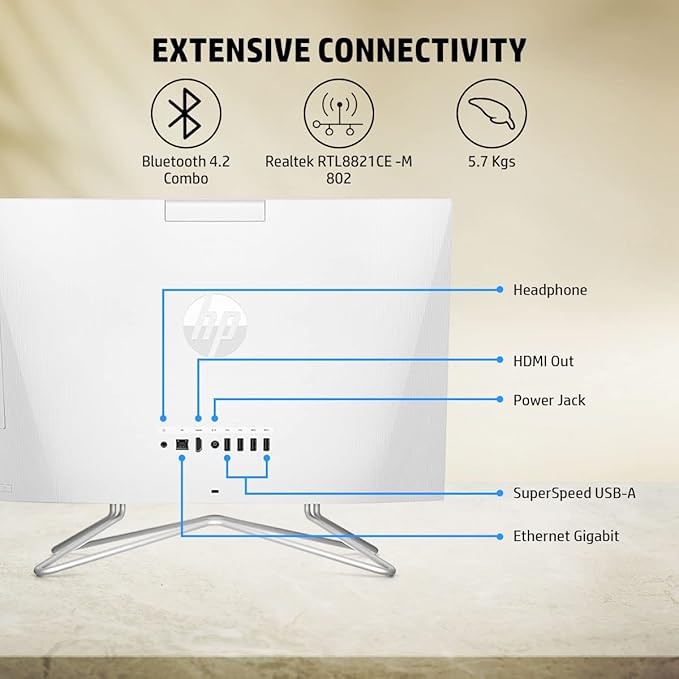 EXTENSIVE CONNECTIVITY
Bluetooth 4.2
Combo
Realtek RTL8821CE -M
802
5.7 Kgs
Headphone
hp
HDMI Out
Power Jack
SuperSpeed USB-A
Ethernet Gigabit